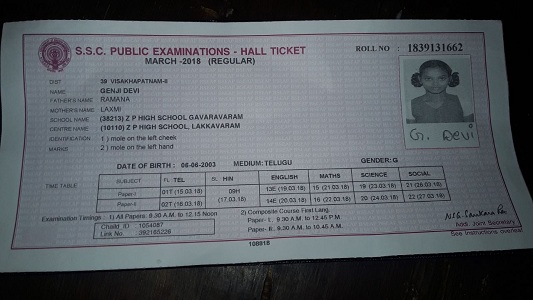 S.S.C. PUBLIC EXAMINATIONS - HALL TICKET
MARCH -2018 (REGULAR)
ROLL NO : 1839131662
DIST 39 VISAKHAPATNAM-II
NAME GENJI DEVI
FATHER'S NAME RAMANA
MOTHER'S NAME LAXMI
SCHOOL NAME (38213) Z P HIGH SCHOOL GAVARAVARAM
CENTRE NAME (10110) Z P HIGH SCHOOL, LAKKAVARAM
IDENTIFICATION 1 ) mole on the left cheek
MARKS 2 ) mole on the left hand
G. Devi
DATE OF BIRTH : 06-06-2003 MEDIUM:TELUGU GENDER:G
TIME TABLE
SUBJECT FL TEL SL HIN ENGLISH MATHS SCIENCE SOCIAL
Paper-I 01T (15.03.18) 09H (17.03.18) 13E (19.03.18) 15 (21.03.18) 19 (23.03.18) 21 (26.03.18)
Paper-II 02T (16.03.18) 14E (20.03.18) 16 (22.03.18) 20 (24.03.18) 22 (27.03.18)
Examination Timings : 1) All Papers: 9.30 A.M. to 12.15 Noon
2) Composite Course First Lang.
Paper- I . 9.30 A.M. to 12.45 P.M.
Paper- II- 9.30 A.M. to 10.45 A.M.
Chaild_ID 1054087
Link No. 392165228
Addl. Joint Secretary
See Instructions overleaf
108018